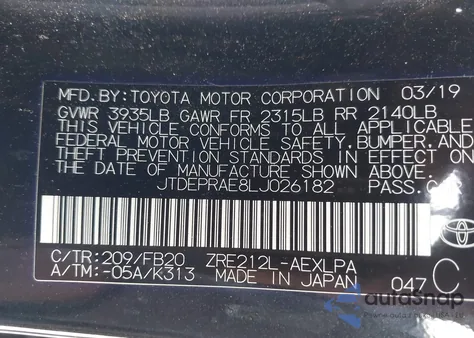 MFD.BY:TOYOTA MOTOR CORPORATION 03/19
GVWR 3935LB GAWR FR 2315LB RR 2140LB
THIS VEHICLE CONFORMS TO ALL APPLICABLE
FEDERAL MOTOR VEHICLE SAFETY,BUMPER,AND
THEFT PREVENTION STANDARDS IN EFFECT ON
THE DATE OF MANUFACTURE SHOWN ABOVE.
JTDEPRAE8LJ026182 PASS.CAR
C/TR:209/FB20 ZRE212L-AEXLPA
A/TM:-05A/K313 MADE IN JAPAN 047 C
TOYOTA
autosnap